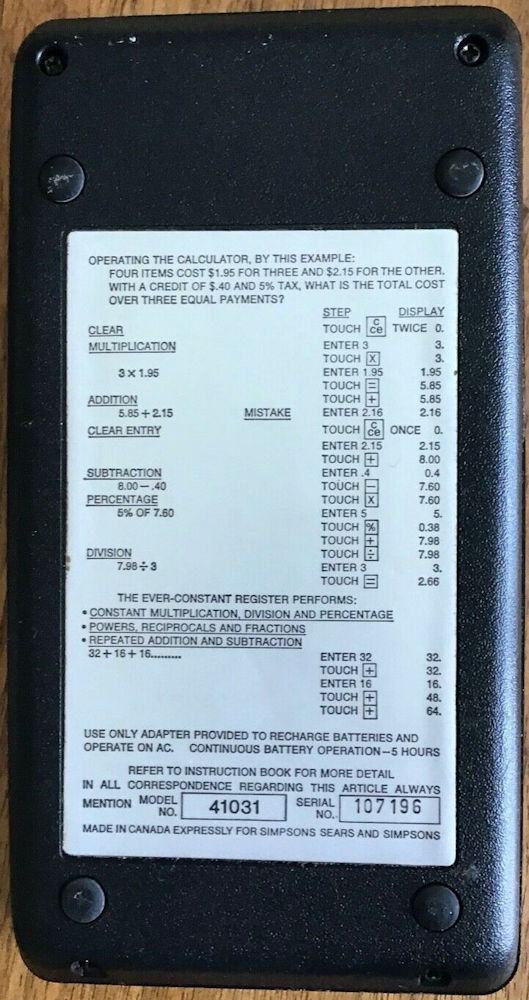 OPERATING THE CALCULATOR, BY THIS EXAMPLE:
FOUR ITEMS COST $1.95 FOR THREE AND $2.15 FOR THE OTHER.
WITH A CREDIT OF $.40 AND 5% TAX, WHAT IS THE TOTAL COST
OVER THREE EQUAL PAYMENTS?
STEP DISPLAY
CLEAR TOUCH C/CE TWICE 0.
MULTIPLICATION ENTER 3 3.
TOUCH X 3.
3 X 1.95 ENTER 1.95 1.95
TOUCH = 5.85
ADDITION TOUCH + 5.85
5.85 + 2.15 MISTAKE ENTER 2.16 2.16
CLEAR ENTRY TOUCH C/CE ONCE 0.
ENTER 2.15 2.15
TOUCH + 8.00
SUBTRACTION ENTER .4 0.4
8.00 — .40 TOUCH — 7.60
PERCENTAGE TOUCH X 7.60
5% OF 7.60 ENTER 5 5.
TOUCH % 0.38
TOUCH + 7.98
DIVISION TOUCH ÷ 7.98
7.98 ÷ 3 ENTER 3 3.
TOUCH = 2.66
THE EVER-CONSTANT REGISTER PERFORMS:
• CONSTANT MULTIPLICATION, DIVISION AND PERCENTAGE
• POWERS, RECIPROCALS AND FRACTIONS
• REPEATED ADDITION AND SUBTRACTION
32 + 16 + 16......... ENTER 32 32.
TOUCH + 32.
ENTER 16 16.
TOUCH + 48.
TOUCH + 64.
USE ONLY ADAPTER PROVIDED TO RECHARGE BATTERIES AND
OPERATE ON AC. CONTINUOUS BATTERY OPERATION—5 HOURS
REFER TO INSTRUCTION BOOK FOR MORE DETAIL
IN ALL CORRESPONDENCE REGARDING THIS ARTICLE ALWAYS
MENTION MODEL NO. 41031 SERIAL NO. 107196
MADE IN CANADA EXPRESSLY FOR SIMPSONS SEARS AND SIMPSONS